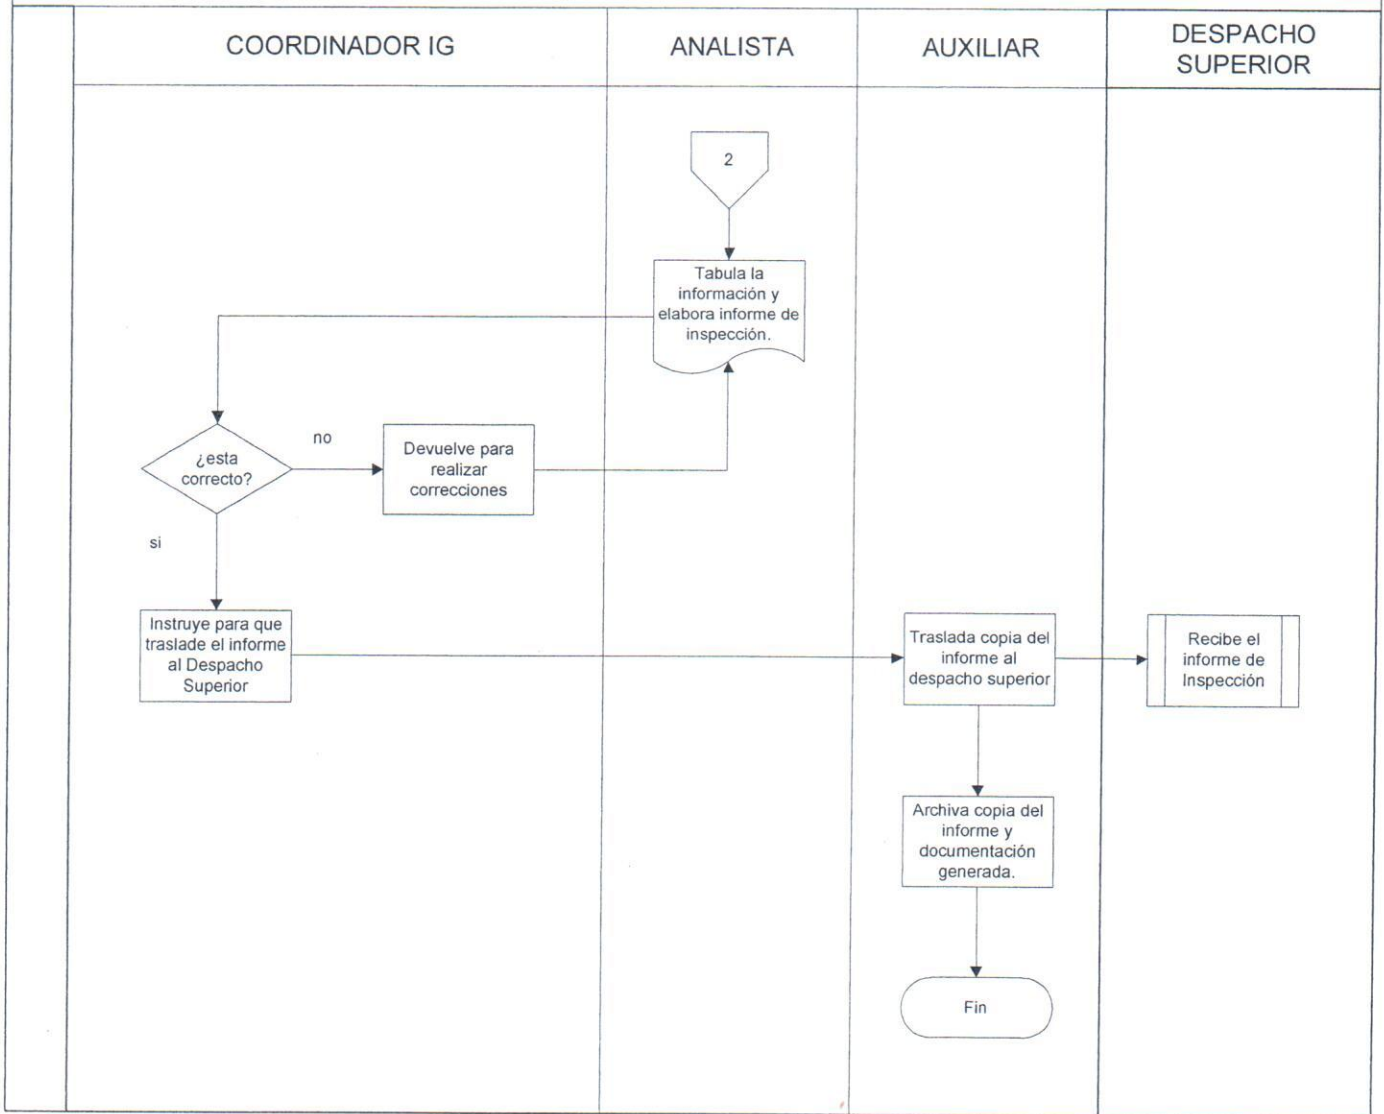 COORDINADOR IG
ANALISTA
AUXILIAR
DESPACHO
SUPERIOR
2
Tabula la
información y
elabora informe de
inspección.
¿esta
correcto?
no
Devuelve para
realizar
correcciones
si
Instruye para que
traslade el informe
al Despacho
Superior
Traslada copia del
informe al
despacho superior
Recibe el
informe de
Inspección
Archiva copia del
informe y
documentación
generada.
Fin